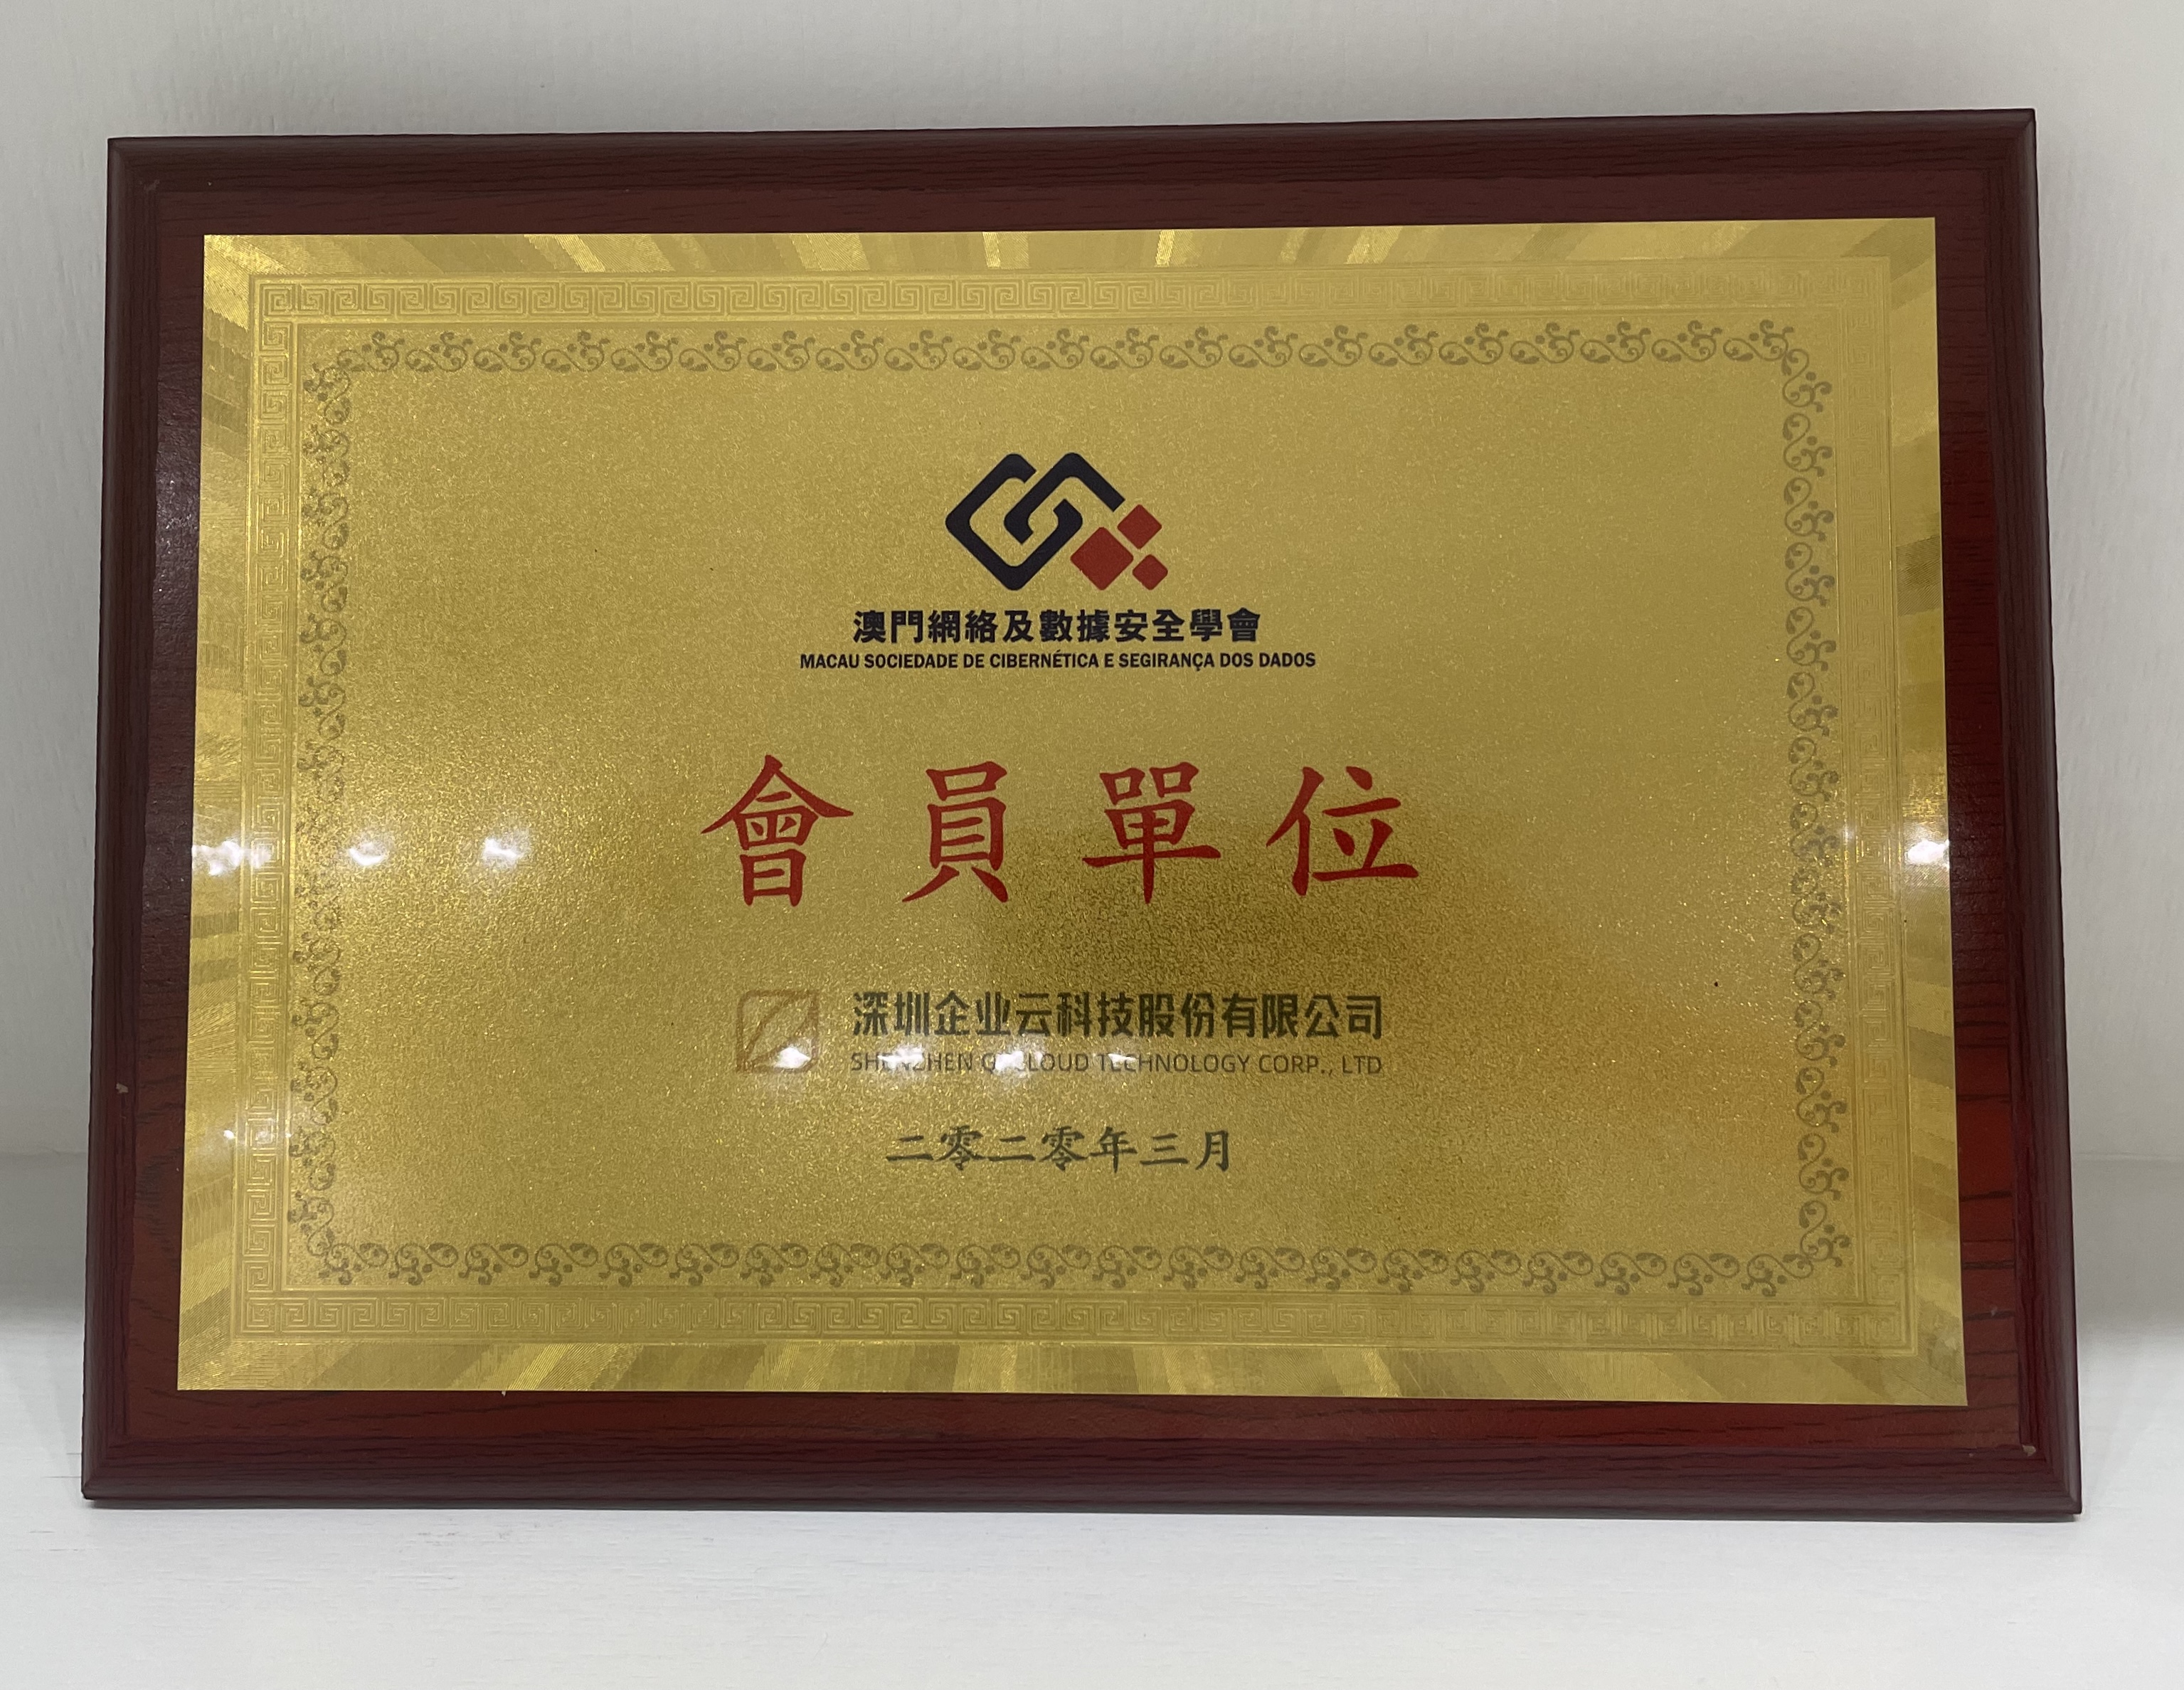 澳門網絡及數據安全學會
MACAU SOCIEDADE DE CIBERNÉTICA E SEGIRANÇA DOS DADOS
會員單位
深圳企业云科技股份有限公司
SHENZHEN TECHNOLOGY CORP., LTD
二零二零年三月